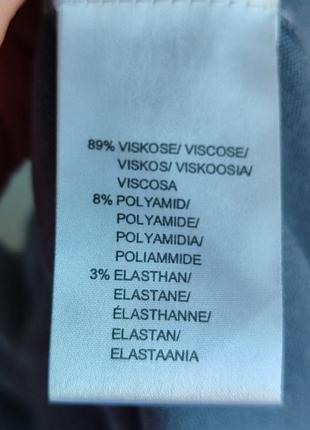 89% VISKOSE/ VISCOSE/
VISKOS/ VISKOOSIA/
VISCOSA
8% POLYAMID/
POLYAMIDE/
POLYAMIDIA/
POLIAMMIDE
3% ELASTHAN/
ELASTANE/
ÉLASTHANNE/
ELASTAN/
ELASTAANIA